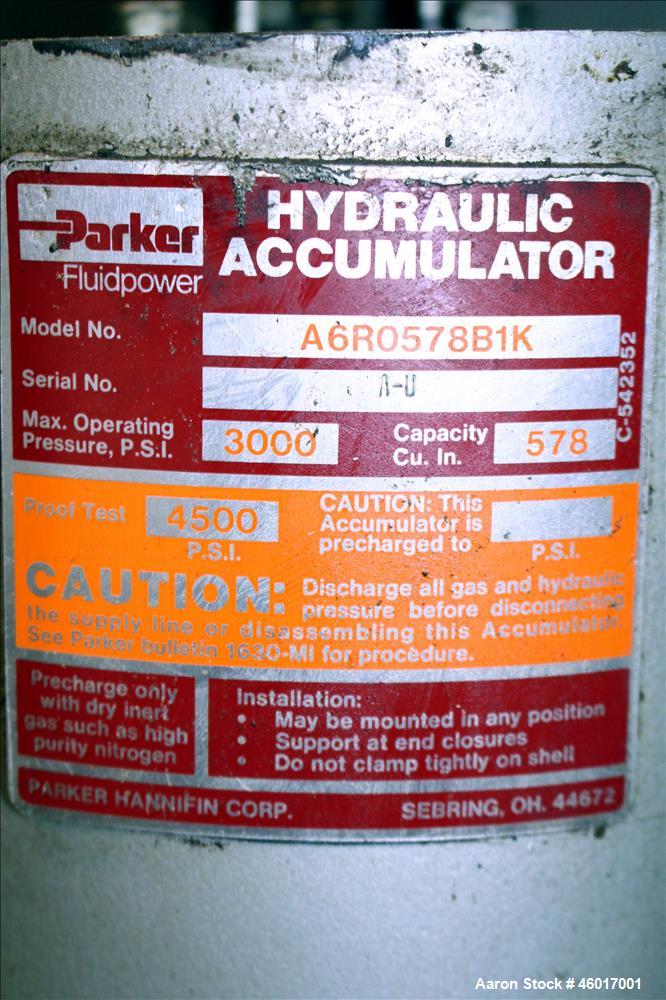 Parker
Fluidpower
HYDRAULIC
ACCUMULATOR
Model No. A6R0578B1K
Serial No. A-U
C-542352
Max. Operating
Pressure, P.S.I. 3000
Capacity
Cu. In. 578
Proof Test 4500
P.S.I.
CAUTION: This
Accumulator is
precharged to
P.S.I.
CAUTION: Discharge all gas and hydraulic
pressure before disconnecting
the supply line or disassembling this Accumulator.
See Parker bulletin 1630-MI for procedure.
Precharge only
with dry inert
gas such as high
purity nitrogen
Installation:
• May be mounted in any position
• Support at end closures
• Do not clamp tightly on shell
PARKER HANNIFIN CORP. SEBRING, OH. 44672
Aaron Stock # 46017001